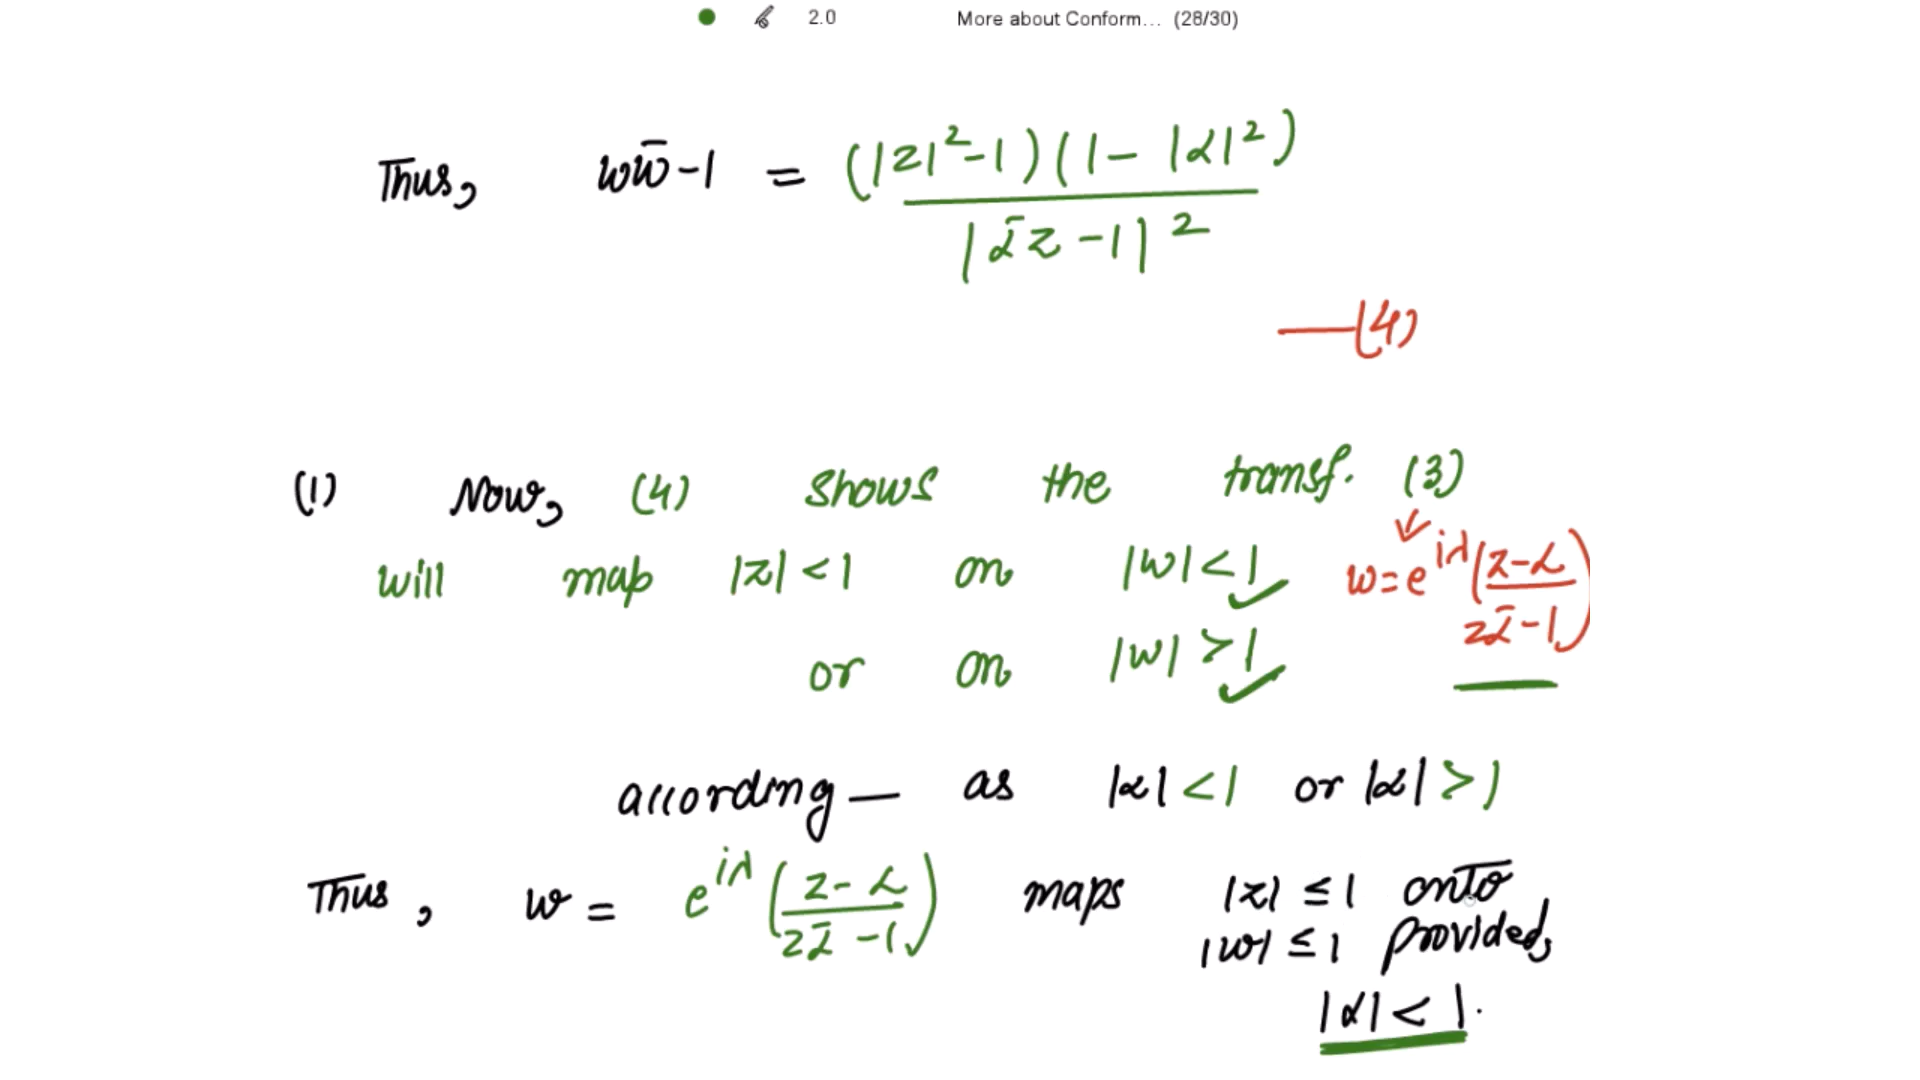 2.0 More about Conform... (28/30)
Thus, ww̄-1 = (|z|²-1)(1-|α|²) / |ᾱz-1|²
—(4)
(1) Now, (4) shows the transf. (3)
will map |z|<1 on |w|<1 w=e^{iλ}((z-α)/(zᾱ-1))
or on |w|>1
according— as |α|<1 or |α|>1
Thus, w = e^{iλ}((z-α)/(zᾱ-1)) maps |z|≤1 onto
|w|≤1 provided,
|α|<1.